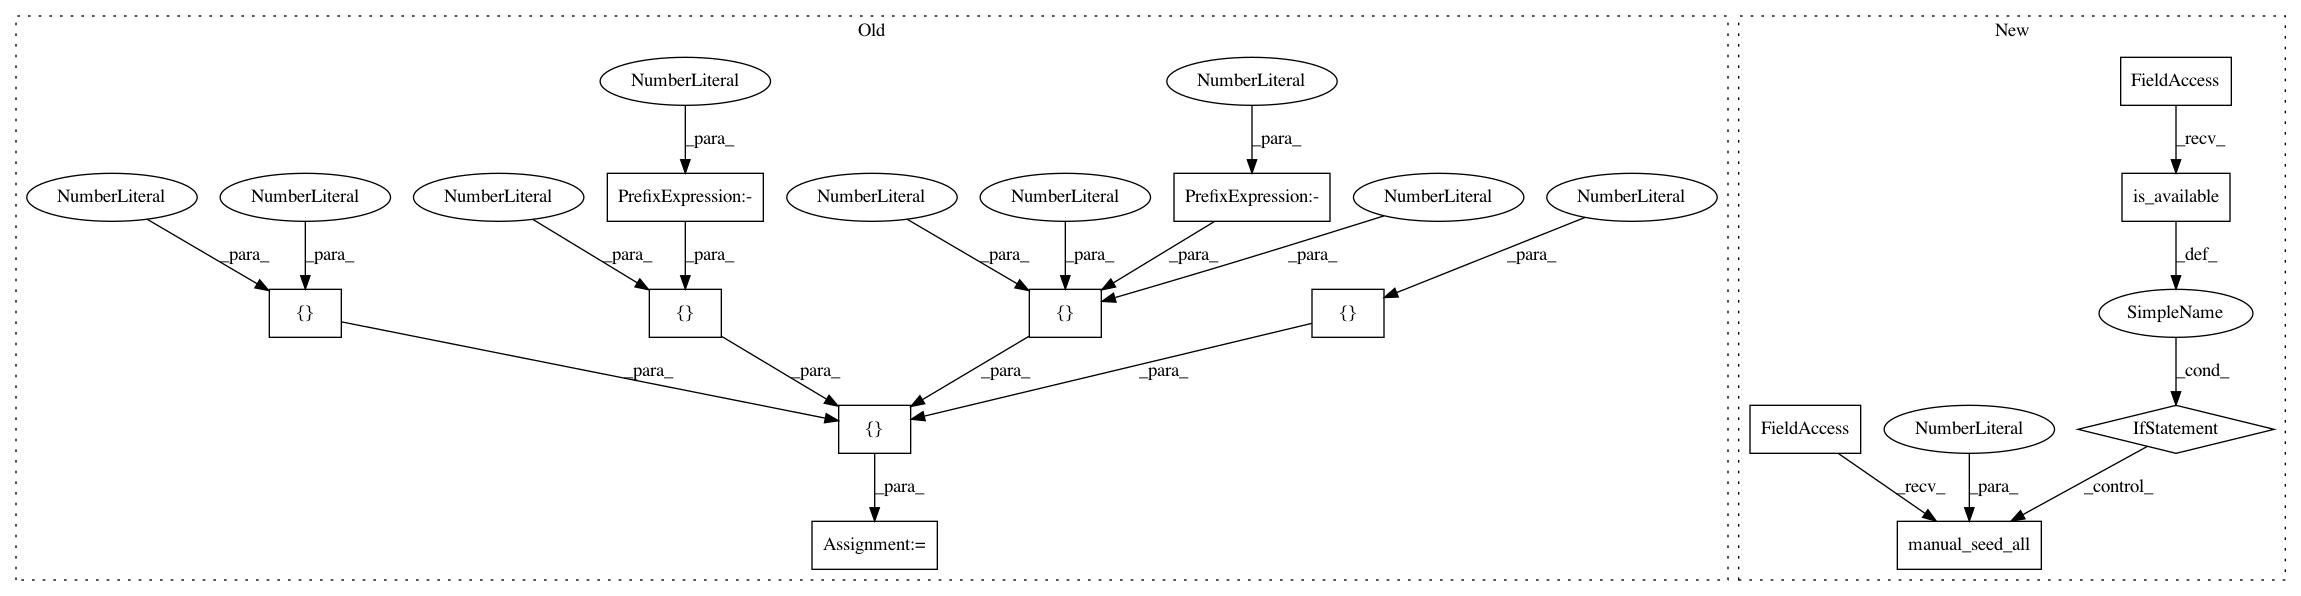 Old
New
NumberLiteral
NumberLiteral
FieldAccess
_para_
_para_
_recv_
NumberLiteral
NumberLiteral
NumberLiteral
PrefixExpression:-
NumberLiteral
NumberLiteral
PrefixExpression:-
NumberLiteral
NumberLiteral
is_available
_para_
_para_
_para_
_para_
_para_
_para_
_para_
_para_
_para_
_def_
{}
{}
{}
{}
SimpleName
_para_
_para_
_para_
_para_
_cond_
{}
FieldAccess
NumberLiteral
IfStatement
_para_
_recv_
_para_
_control_
Assignment:=
manual_seed_all